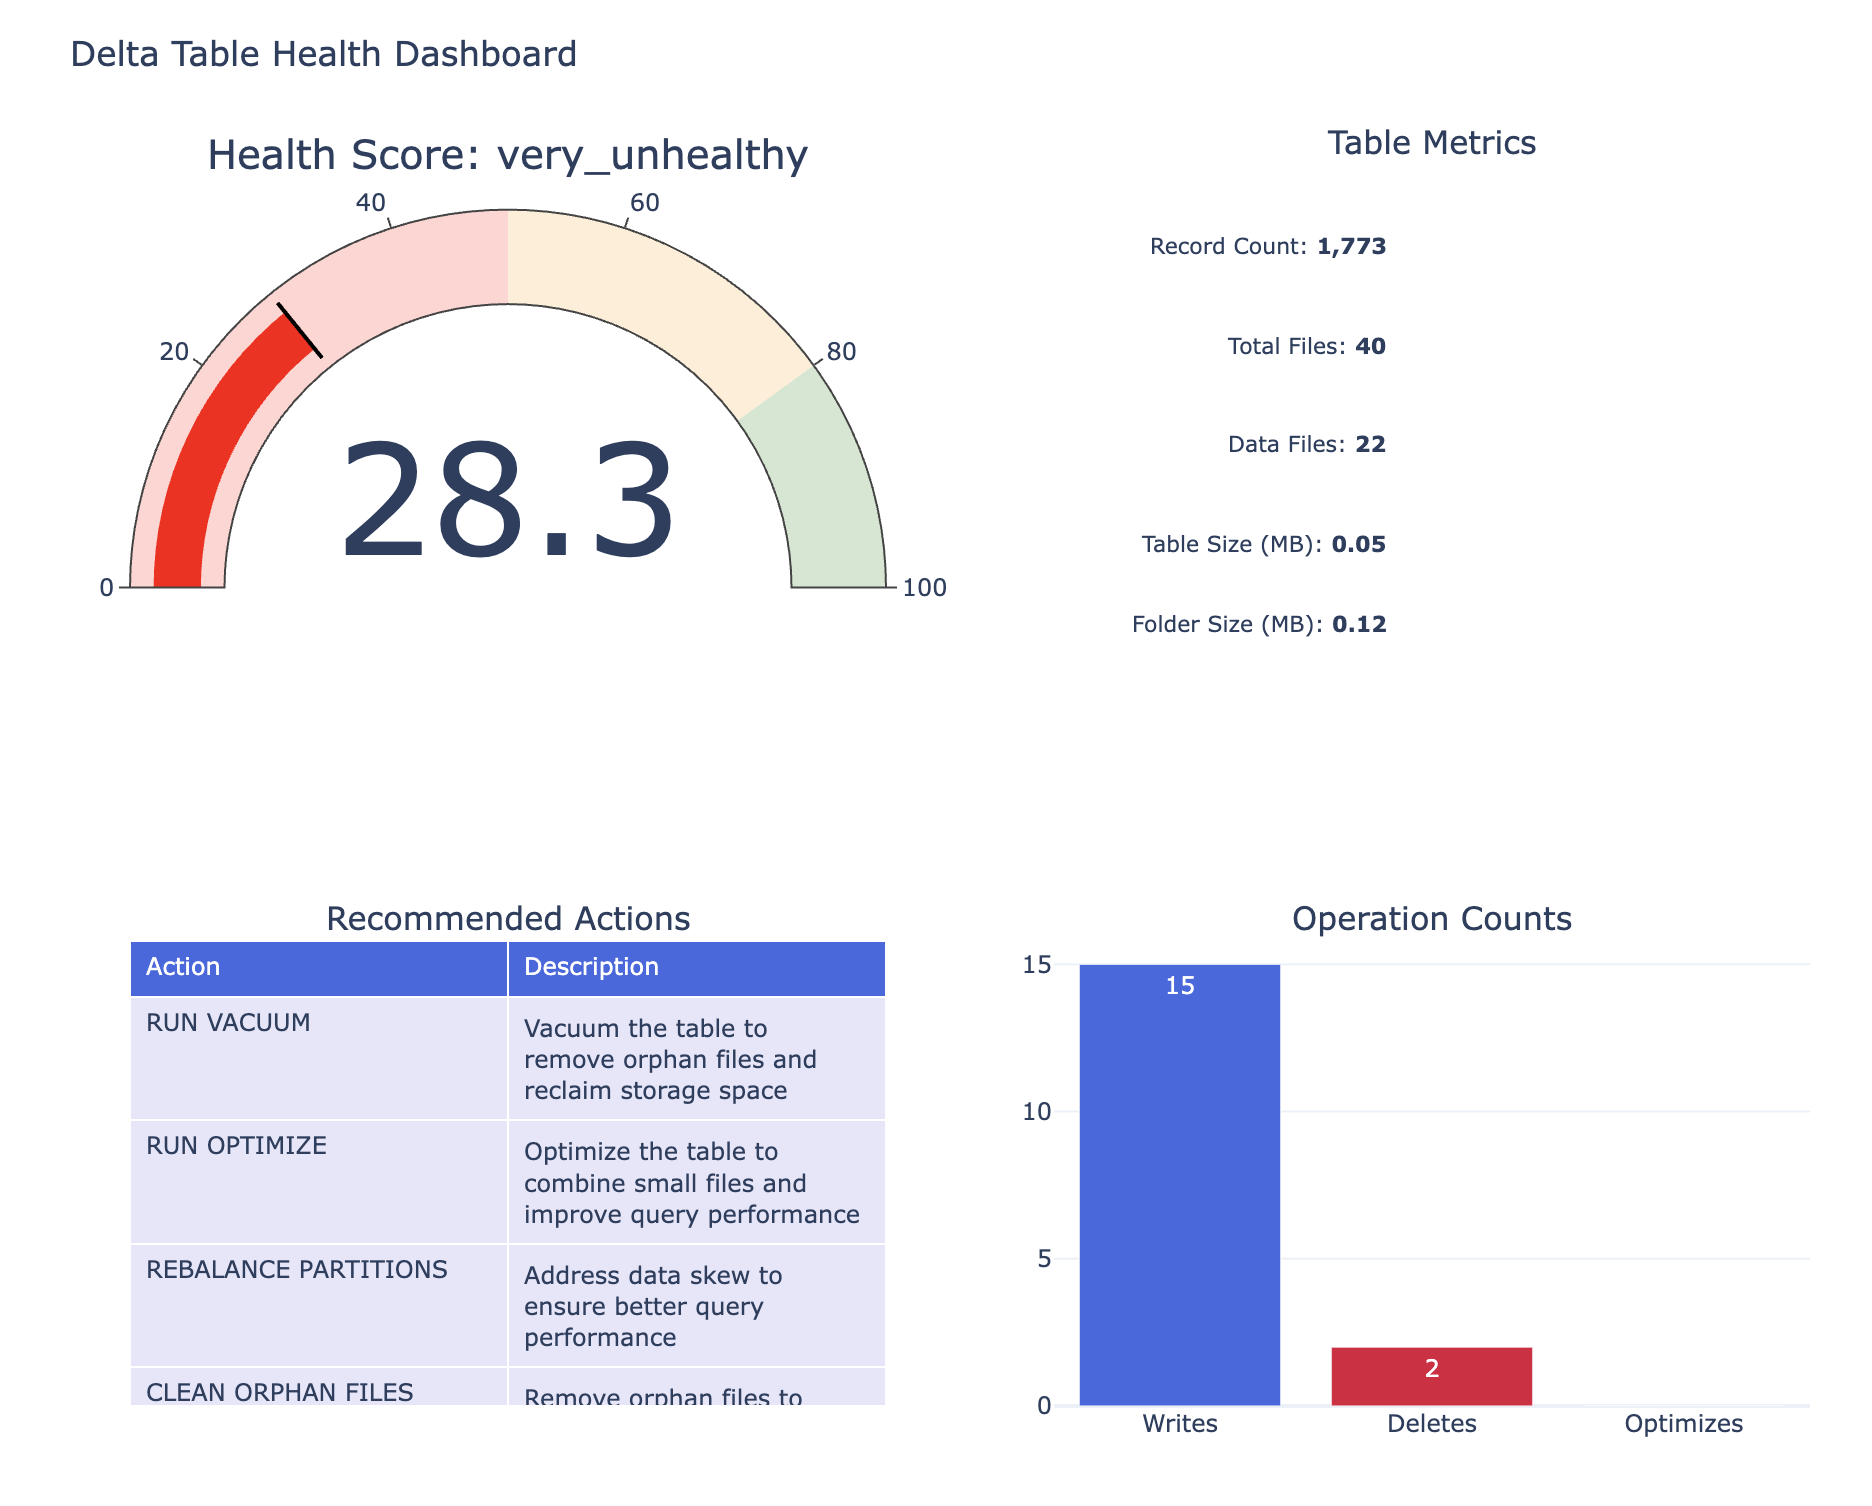 Delta Table Health Dashboard
Health Score: very_unhealthy
0
20
40
60
80
100
28.3
Table Metrics
Record Count: 1,773
Total Files: 40
Data Files: 22
Table Size (MB): 0.05
Folder Size (MB): 0.12
Recommended Actions
Action
Description
RUN VACUUM
Vacuum the table to
remove orphan files and
reclaim storage space
RUN OPTIMIZE
Optimize the table to
combine small files and
improve query performance
REBALANCE PARTITIONS
Address data skew to
ensure better query
performance
CLEAN ORPHAN FILES
Remove orphan files to
Operation Counts
15
10
5
0
15
2
Writes
Deletes
Optimizes